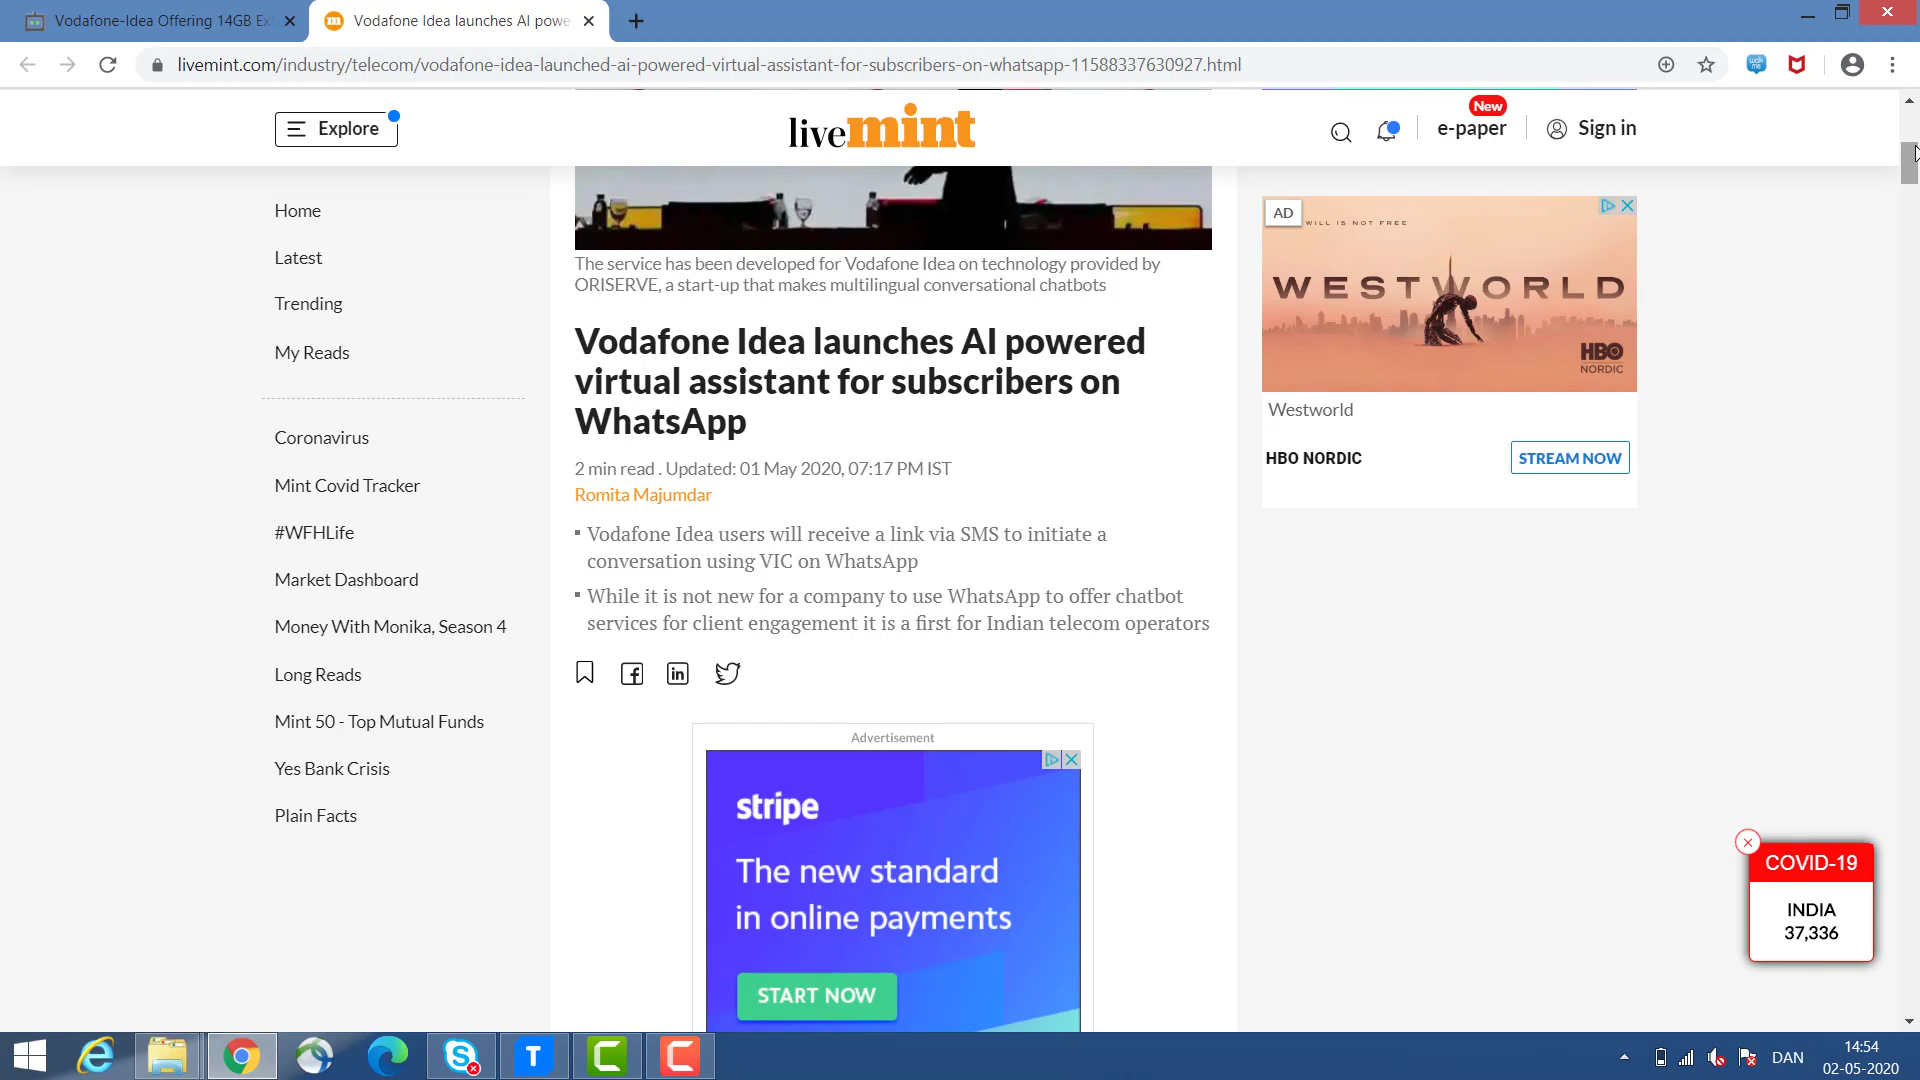 Vodafone-Idea Offering 14GB Ex
Vodafone Idea launches AI powe
livemint.com/industry/telecom/vodafone-idea-launched-ai-powered-virtual-assistant-for-subscribers-on-whatsapp-11588337630927.html
Explore
livemint
New
e-paper
Sign in
Home
Latest
Trending
My Reads
Coronavirus
Mint Covid Tracker
#WFHLife
Market Dashboard
Money With Monika, Season 4
Long Reads
Mint 50 - Top Mutual Funds
Yes Bank Crisis
Plain Facts
The service has been developed for Vodafone Idea on technology provided by
ORISERVE, a start-up that makes multilingual conversational chatbots
Vodafone Idea launches AI powered
virtual assistant for subscribers on
WhatsApp
2 min read . Updated: 01 May 2020, 07:17 PM IST
Romita Majumdar
Vodafone Idea users will receive a link via SMS to initiate a
conversation using VIC on WhatsApp
While it is not new for a company to use WhatsApp to offer chatbot
services for client engagement it is a first for Indian telecom operators
Advertisement
stripe
The new standard
in online payments
START NOW
AD
WILL IS NOT FREE
WESTWORLD
HBO
NORDIC
Westworld
HBO NORDIC
STREAM NOW
COVID-19
INDIA
37,336
DAN
14:54
02-05-2020